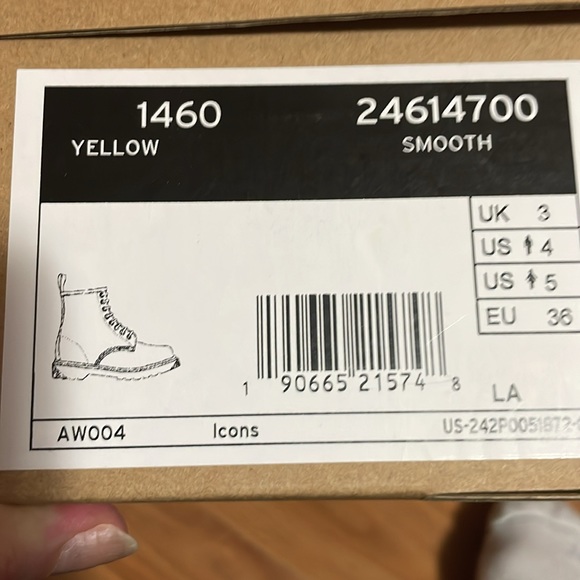 1460 24614700
YELLOW SMOOTH
UK 3
US 4
US 5
EU 36
1 90665 21574 8
LA
AW004 Icons